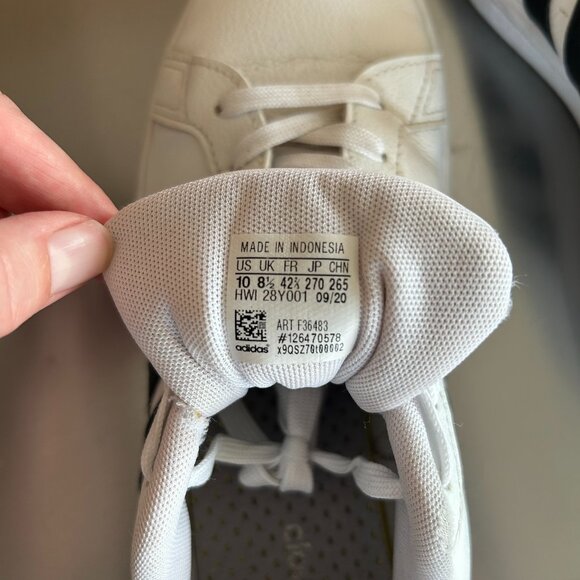 MADE IN INDONESIA
US UK FR JP CHN
10 8½ 42⅔ 270 265
HWI 28Y001 09/20
ART F36483
#126470578
adidas